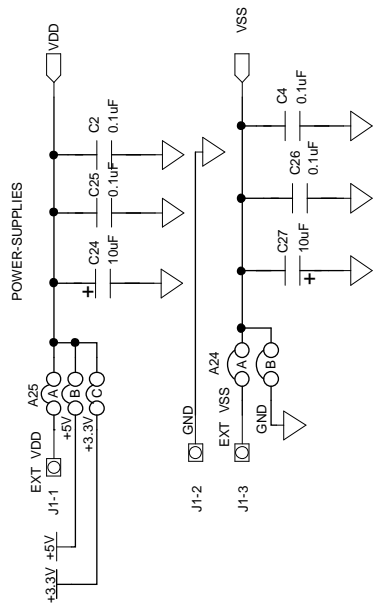 POWER-SUPPLIES
+3.3V
+5V
J1-1
EXT VDD
A25
A
+5V
B
+3.3V
C
C24
10uF
+
C25
0.1uF
C2
0.1uF
VDD
J1-2
GND
J1-3
EXT VSS
A24
A
GND
B
C27
10uF
+
C26
0.1uF
C4
0.1uF
VSS